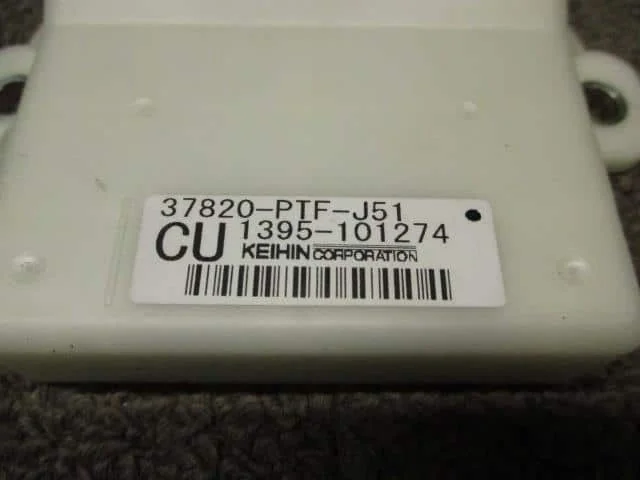 37820-PTF-J51
CU 1395-101274
KEIHIN CORPORATION